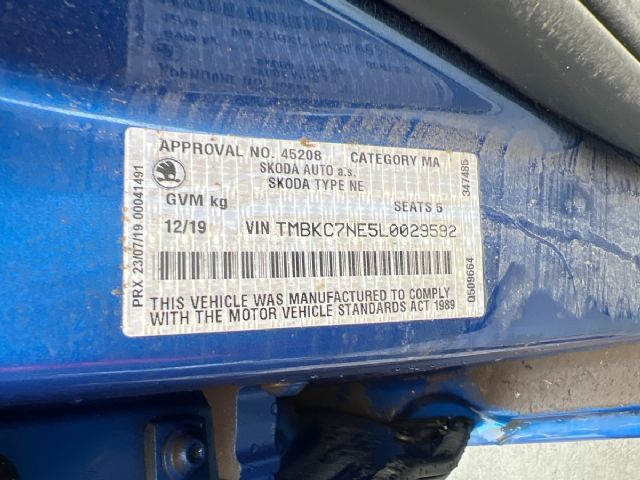 APPROVAL NO. 45208 CATEGORY MA
SKODA AUTO a.s.
SKODA TYPE NE
GVM kg SEATS 5
12/19 VIN TMBKC7NE5L0029592
THIS VEHICLE WAS MANUFACTURED TO COMPLY
WITH THE MOTOR VEHICLE STANDARDS ACT 1989
PRX 23/07/19 00041491
347485
0509664